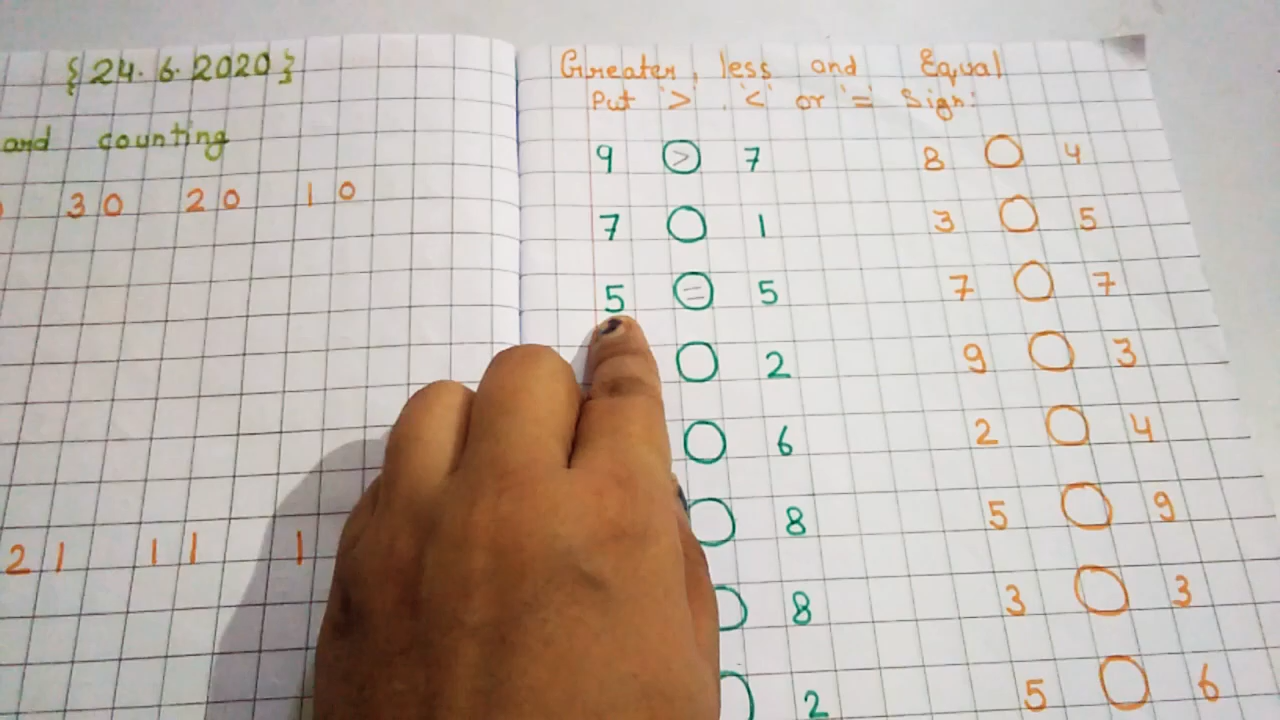 {24.6.2020}
and counting
30 20 10
21 11 1
Greater, less and Equal
Put '>', '<' or '=' Sign:
9 > 7 8 ○ 4
7 ○ 1 3 ○ 5
5 = 5 7 ○ 7
○ 2 9 ○ 3
○ 6 2 ○ 4
○ 8 5 ○ 9
○ 8 3 ○ 3
○ 2 5 ○ 6